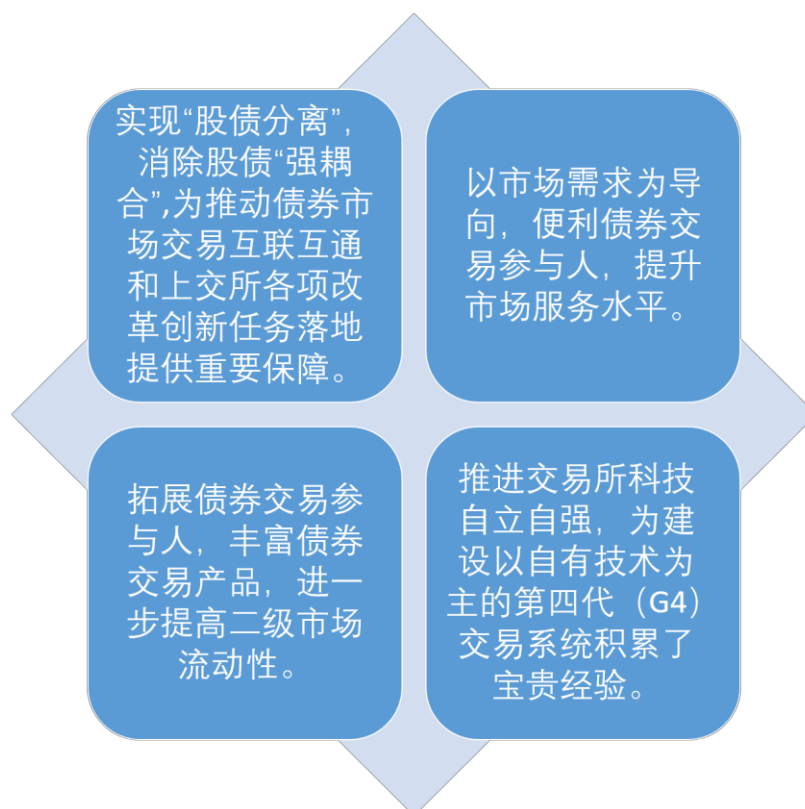 实现“股债分离”,
消除股债“强耦
合”,为推动债券市
场交易互联互通
和上交所各项改
革创新任务落地
提供重要保障。
以市场需求为导
向，便利债券交
易参与人，提升
市场服务水平。
拓展债券交易参
与人，丰富债券
交易产品，进一
步提高二级市场
流动性。
推进交易所科技
自立自强，为建
设以自有技术为
主的第四代（G4）
交易系统积累了
宝贵经验。